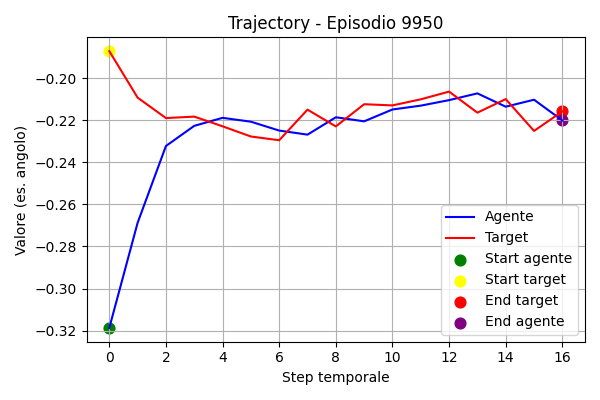 Trajectory - Episodio 9950
Valore (es. angolo)
−0.20
−0.22
−0.24
−0.26
−0.28
−0.30
−0.32
Agente
Target
Start agente
Start target
End target
End agente
0 2 4 6 8 10 12 14 16
Step temporale